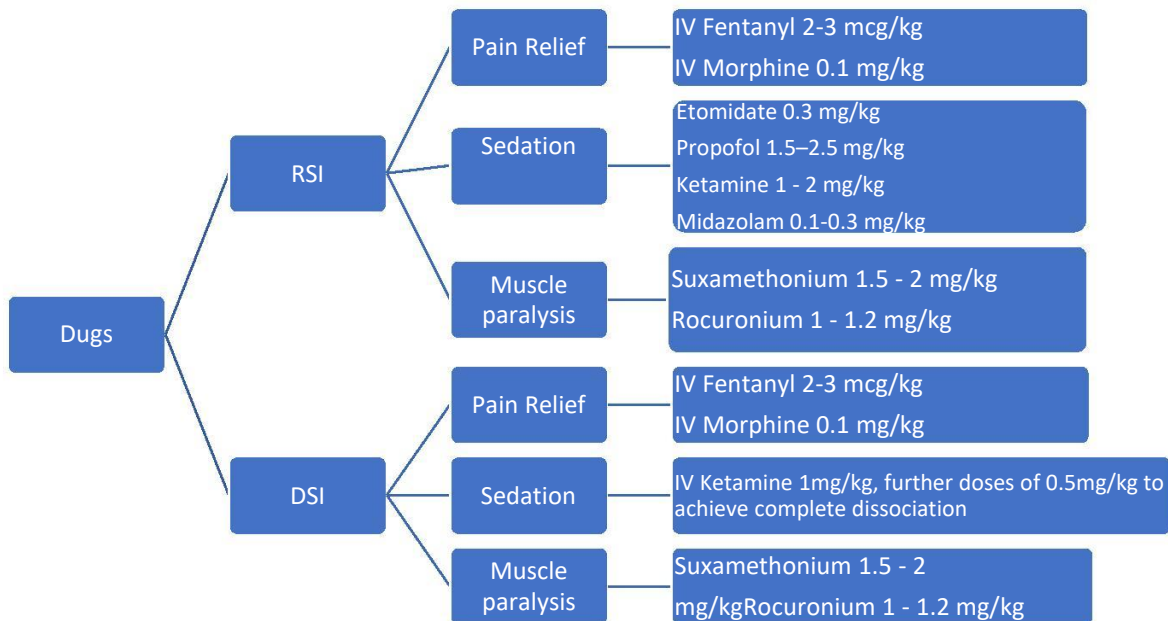 Dugs
RSI
Pain Relief
IV Fentanyl 2-3 mcg/kg
IV Morphine 0.1 mg/kg
Sedation
Etomidate 0.3 mg/kg
Propofol 1.5–2.5 mg/kg
Ketamine 1 - 2 mg/kg
Midazolam 0.1-0.3 mg/kg
Muscle
paralysis
Suxamethonium 1.5 - 2 mg/kg
Rocuronium 1 - 1.2 mg/kg
DSI
Pain Relief
IV Fentanyl 2-3 mcg/kg
IV Morphine 0.1 mg/kg
Sedation
IV Ketamine 1mg/kg, further doses of 0.5mg/kg to
achieve complete dissociation
Muscle
paralysis
Suxamethonium 1.5 - 2
mg/kgRocuronium 1 - 1.2 mg/kg